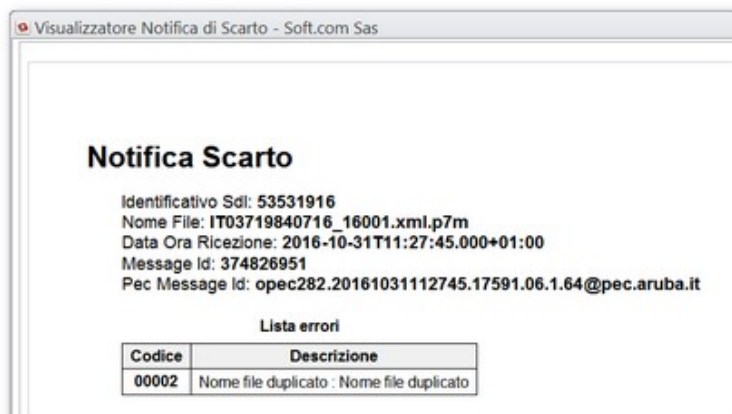 Visualizzatore Notifica di Scarto - Soft.com Sas
Notifica Scarto
Identificativo SdI: 53531916
Nome File: IT03719840716_16001.xml.p7m
Data Ora Ricezione: 2016-10-31T11:27:45.000+01:00
Message Id: 374826951
Pec Message Id: opec282.20161031112745.17591.06.1.64@pec.aruba.it
Lista errori
Codice Descrizione
00002 Nome file duplicato : Nome file duplicato